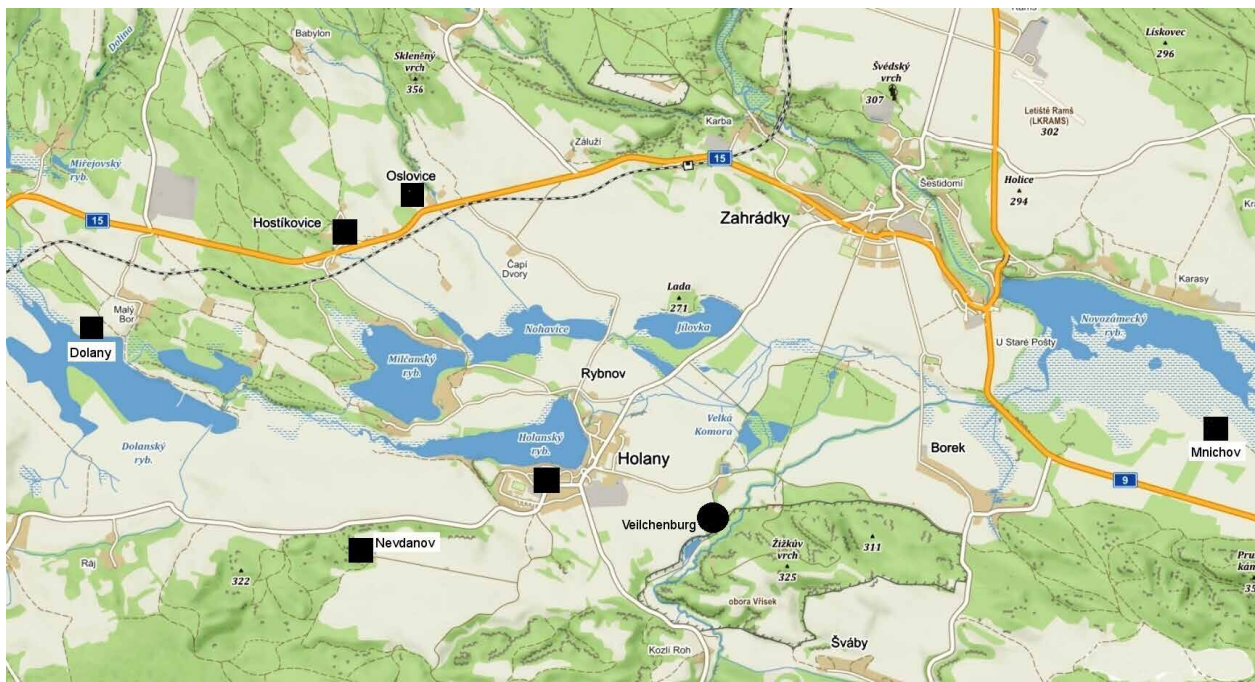 Dolina
Babylon
Skleněný
vrch
356
Ramš
Lískovec
296
Švédský
vrch
307
Letiště Ramš
(LKRAMS)
302
Karba
Záluží
15
Miřejovský
ryb.
Oslovice
Šestidomí
Holice
294
15
Hostíkovice
Zahrádky
Čapí
Dvory
Lada
271
Karasy
Malý
Bor
Dolany
Nohavice
Jílovka
Novozámecký
ryb.
U Staré Pošty
Milčanský
ryb.
Rybnov
Velká
Komora
Dolanský
ryb.
Holanský
ryb.
Holany
Borek
Mnichov
9
Veilchenburg
Nevdanov
Ráj
322
Žižkův
vrch
325
311
obora Vřísek
Kozlí Roh
Šváby